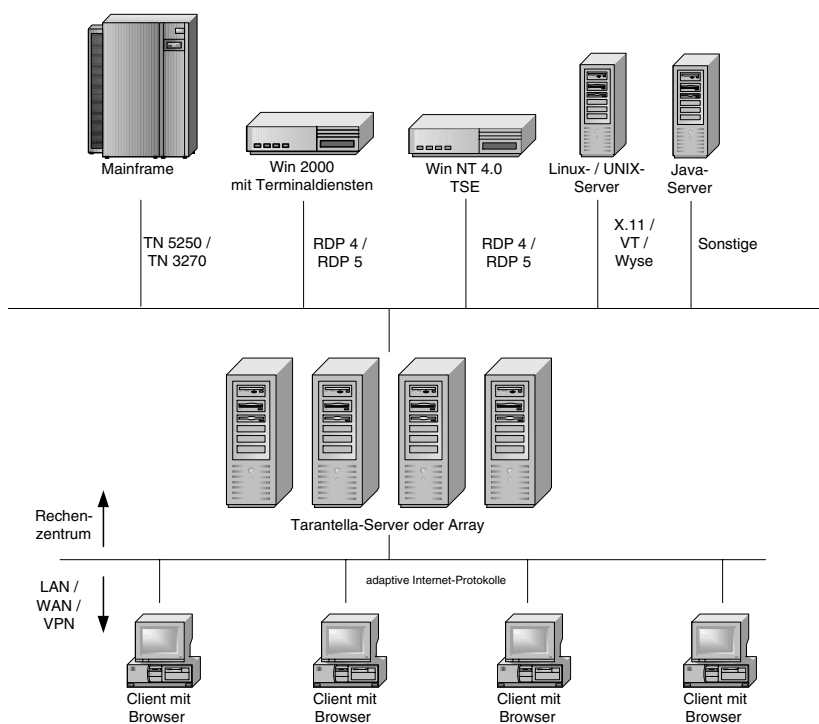 Mainframe
Win 2000
mit Terminaldiensten
Win NT 4.0
TSE
Linux- / UNIX-
Server
Java-
Server
TN 5250 /
TN 3270
RDP 4 /
RDP 5
RDP 4 /
RDP 5
X.11 /
VT /
Wyse
Sonstige
Rechen-
zentrum
Tarantella-Server oder Array
LAN /
WAN /
VPN
adaptive Internet-Protokolle
Client mit
Browser
Client mit
Browser
Client mit
Browser
Client mit
Browser